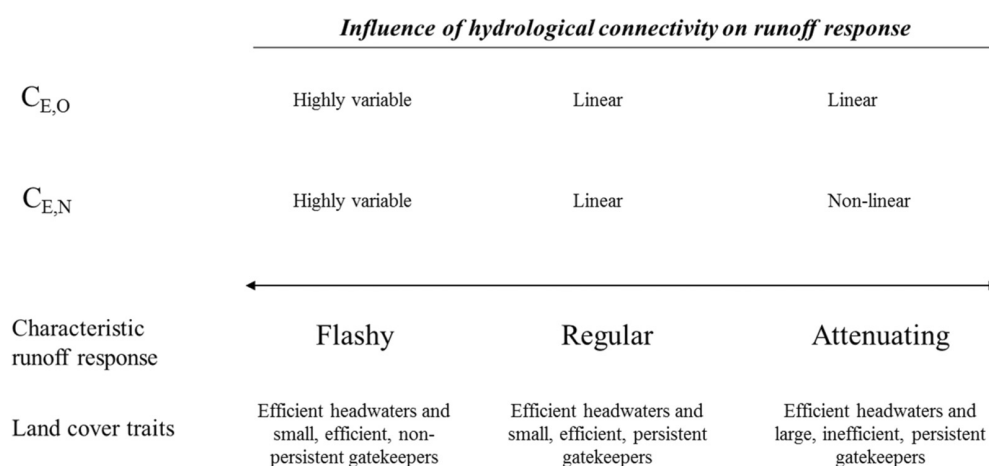 Influence of hydrological connectivity on runoff response
C_E,O Highly variable Linear Linear
C_E,N Highly variable Linear Non-linear
Characteristic
runoff response
Flashy Regular Attenuating
Land cover traits
Efficient headwaters and
small, efficient, non-
persistent gatekeepers
Efficient headwaters and
small, efficient, persistent
gatekeepers
Efficient headwaters and
large, inefficient, persistent
gatekeepers